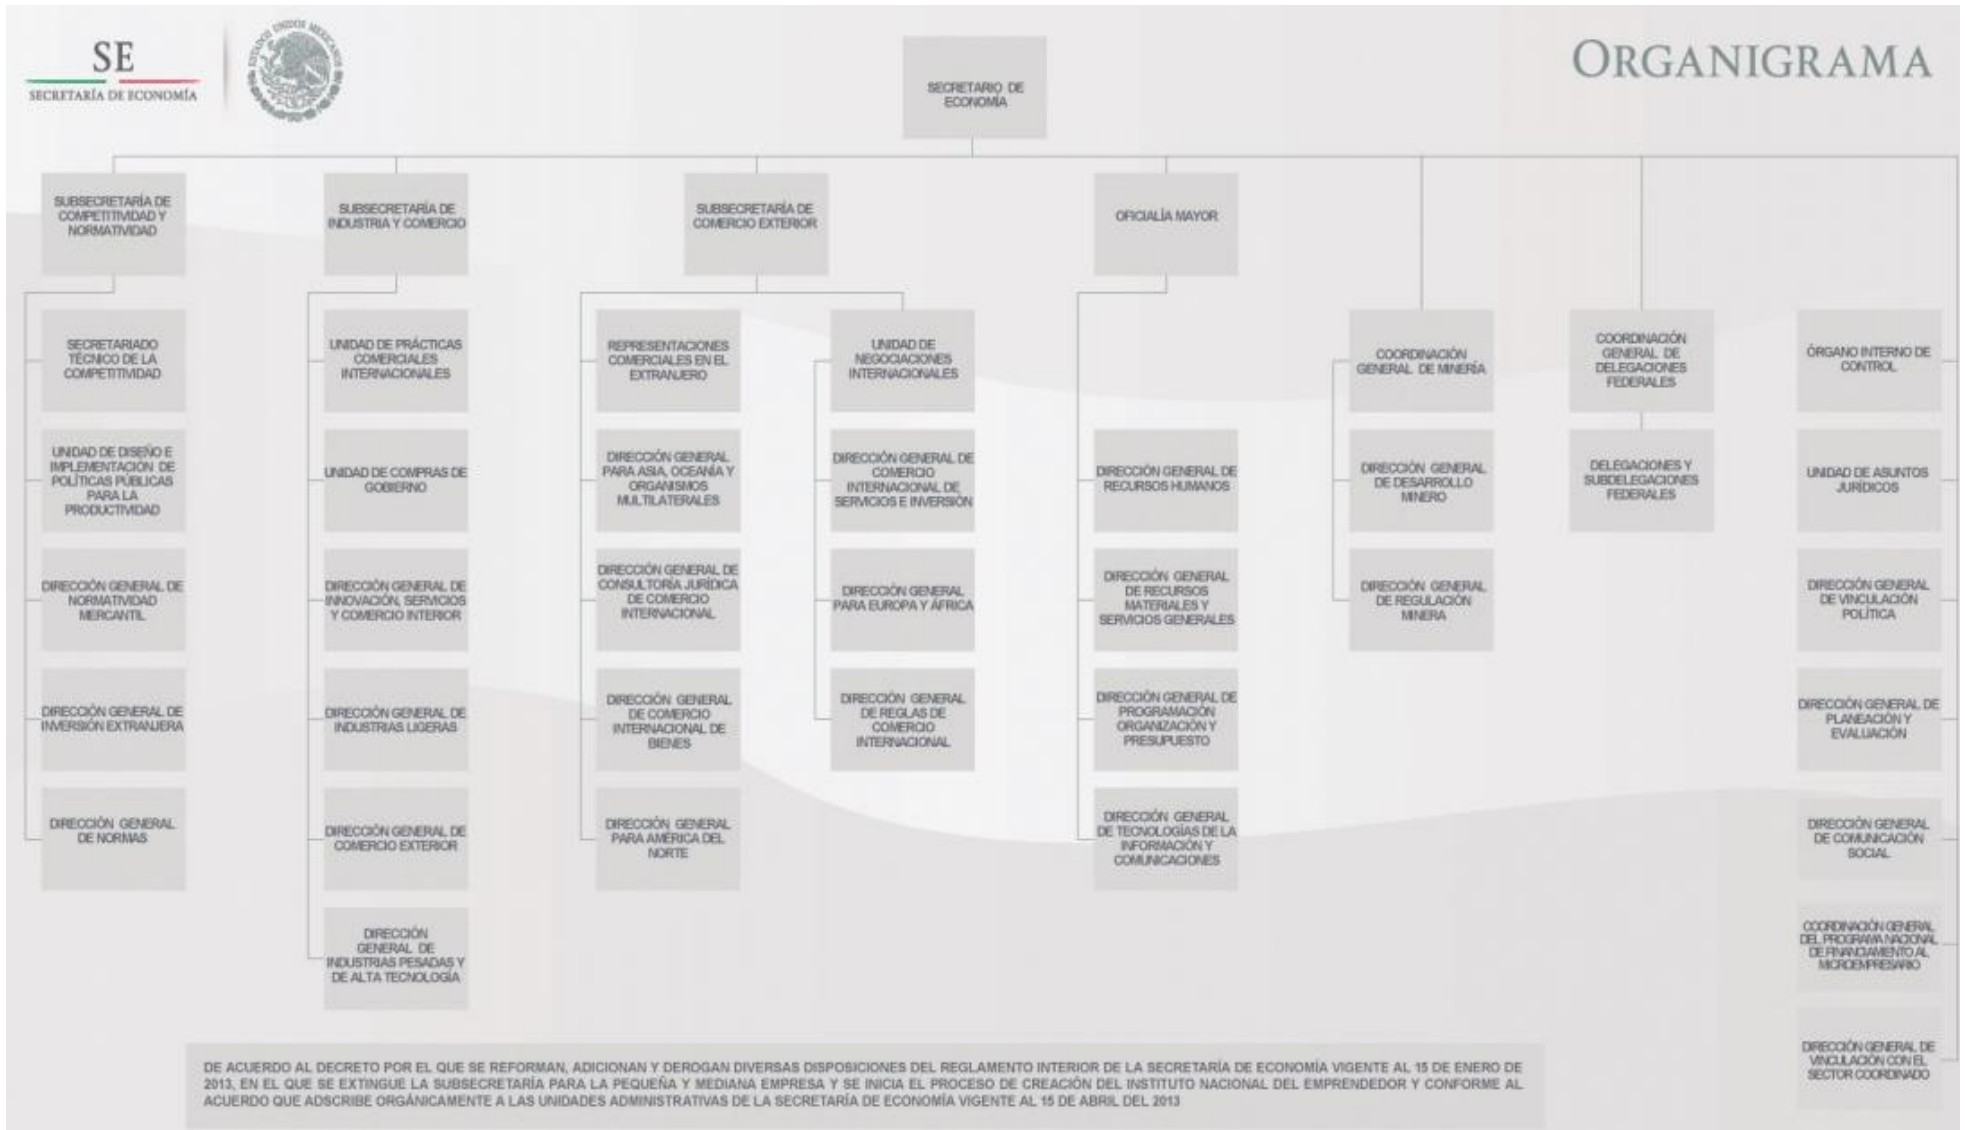 SE
SECRETARÍA DE ECONOMÍA
ESTADOS UNIDOS MEXICANOS
ORGANIGRAMA
SECRETARIO DE
ECONOMÍA
SUBSECRETARÍA DE
COMPETITIVIDAD Y
NORMATIVIDAD
SUBSECRETARÍA DE
INDUSTRIA Y COMERCIO
SUBSECRETARÍA DE
COMERCIO EXTERIOR
OFICIALÍA MAYOR
SECRETARIADO
TÉCNICO DE LA
COMPETITIVIDAD
UNIDAD DE DISEÑO E
IMPLEMENTACIÓN DE
POLÍTICAS PÚBLICAS
PARA LA
PRODUCTIVIDAD
DIRECCIÓN GENERAL DE
NORMATIVIDAD
MERCANTIL
DIRECCIÓN GENERAL DE
INVERSIÓN EXTRANJERA
DIRECCIÓN GENERAL
DE NORMAS
UNIDAD DE PRÁCTICAS
COMERCIALES
INTERNACIONALES
UNIDAD DE COMPRAS DE
GOBIERNO
DIRECCIÓN GENERAL DE
INNOVACIÓN, SERVICIOS
Y COMERCIO INTERIOR
DIRECCIÓN GENERAL DE
INDUSTRIAS LIGERAS
DIRECCIÓN GENERAL DE
COMERCIO EXTERIOR
DIRECCIÓN
GENERAL DE
INDUSTRIAS PESADAS Y
DE ALTA TECNOLOGÍA
REPRESENTACIONES
COMERCIALES EN EL
EXTRANJERO
DIRECCIÓN GENERAL
PARA ASIA, OCEANÍA Y
ORGANISMOS
MULTILATERALES
DIRECCIÓN GENERAL DE
CONSULTORÍA JURÍDICA
DE COMERCIO
INTERNACIONAL
DIRECCIÓN GENERAL
DE COMERCIO
INTERNACIONAL DE
BIENES
DIRECCIÓN GENERAL
PARA AMÉRICA DEL
NORTE
UNIDAD DE
NEGOCIACIONES
INTERNACIONALES
DIRECCIÓN GENERAL DE
COMERCIO
INTERNACIONAL DE
SERVICIOS E INVERSIÓN
DIRECCIÓN GENERAL
PARA EUROPA Y ÁFRICA
DIRECCIÓN GENERAL
DE REGLAS DE
COMERCIO
INTERNACIONAL
DIRECCIÓN GENERAL DE
RECURSOS HUMANOS
DIRECCIÓN GENERAL
DE RECURSOS
MATERIALES Y
SERVICIOS GENERALES
DIRECCIÓN GENERAL DE
PROGRAMACIÓN
ORGANIZACIÓN Y
PRESUPUESTO
DIRECCIÓN GENERAL
DE TECNOLOGÍAS DE LA
INFORMACIÓN Y
COMUNICACIONES
COORDINACIÓN
GENERAL DE MINERÍA
DIRECCIÓN GENERAL
DE DESARROLLO
MINERO
DIRECCIÓN GENERAL
DE REGULACIÓN
MINERA
COORDINACIÓN
GENERAL DE
DELEGACIONES
FEDERALES
DELEGACIONES Y
SUBDELEGACIONES
FEDERALES
ÓRGANO INTERNO DE
CONTROL
UNIDAD DE ASUNTOS
JURÍDICOS
DIRECCIÓN GENERAL
DE VINCULACIÓN
POLÍTICA
DIRECCIÓN GENERAL DE
PLANEACIÓN Y
EVALUACIÓN
DIRECCIÓN GENERAL
DE COMUNICACIÓN
SOCIAL
COORDINACIÓN GENERAL
DEL PROGRAMA NACIONAL
DE FINANCIAMIENTO AL
MICROEMPRESARIO
DIRECCIÓN GENERAL DE
VINCULACIÓN CON EL
SECTOR COORDINADO
DE ACUERDO AL DECRETO POR EL QUE SE REFORMAN, ADICIONAN Y DEROGAN DIVERSAS DISPOSICIONES DEL REGLAMENTO INTERIOR DE LA SECRETARÍA DE ECONOMÍA VIGENTE AL 15 DE ENERO DE
2013, EN EL QUE SE EXTINGUE LA SUBSECRETARÍA PARA LA PEQUEÑA Y MEDIANA EMPRESA Y SE INICIA EL PROCESO DE CREACIÓN DEL INSTITUTO NACIONAL DEL EMPRENDEDOR Y CONFORME AL
ACUERDO QUE ADSCRIBE ORGÁNICAMENTE A LAS UNIDADES ADMINISTRATIVAS DE LA SECRETARÍA DE ECONOMÍA VIGENTE AL 15 DE ABRIL DEL 2013